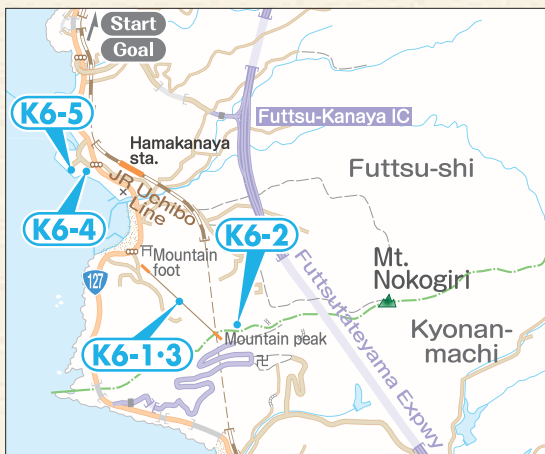 Start
Goal
K6-5
Futtsu-Kanaya IC
Hamakanaya
sta.
Futtsu-shi
JR Uchibo
Line
K6-4
K6-2
Mountain
foot
Mt.
Nokogiri
127
Futtsutateyama Expwy
Kyonan-
machi
Mountain peak
K6-1・3